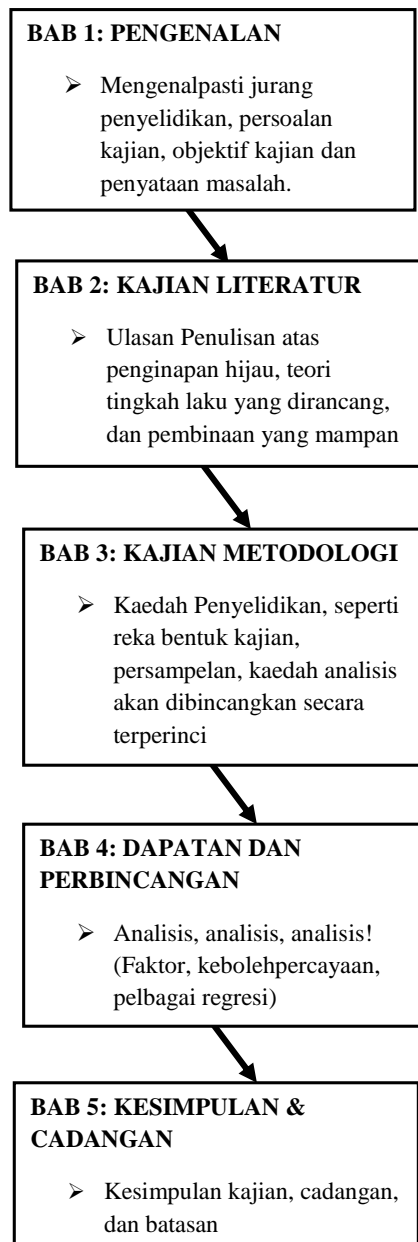 BAB 1: PENGENALAN
➢ Mengenalpasti jurang
penyelidikan, persoalan
kajian, objektif kajian dan
penyataan masalah.
BAB 2: KAJIAN LITERATUR
➢ Ulasan Penulisan atas
penginapan hijau, teori
tingkah laku yang dirancang,
dan pembinaan yang mampan
BAB 3: KAJIAN METODOLOGI
➢ Kaedah Penyelidikan, seperti
reka bentuk kajian,
persampelan, kaedah analisis
akan dibincangkan secara
terperinci
BAB 4: DAPATAN DAN
PERBINCANGAN
➢ Analisis, analisis, analisis!
(Faktor, kebolehpercayaan,
pelbagai regresi)
BAB 5: KESIMPULAN &
CADANGAN
➢ Kesimpulan kajian, cadangan,
dan batasan